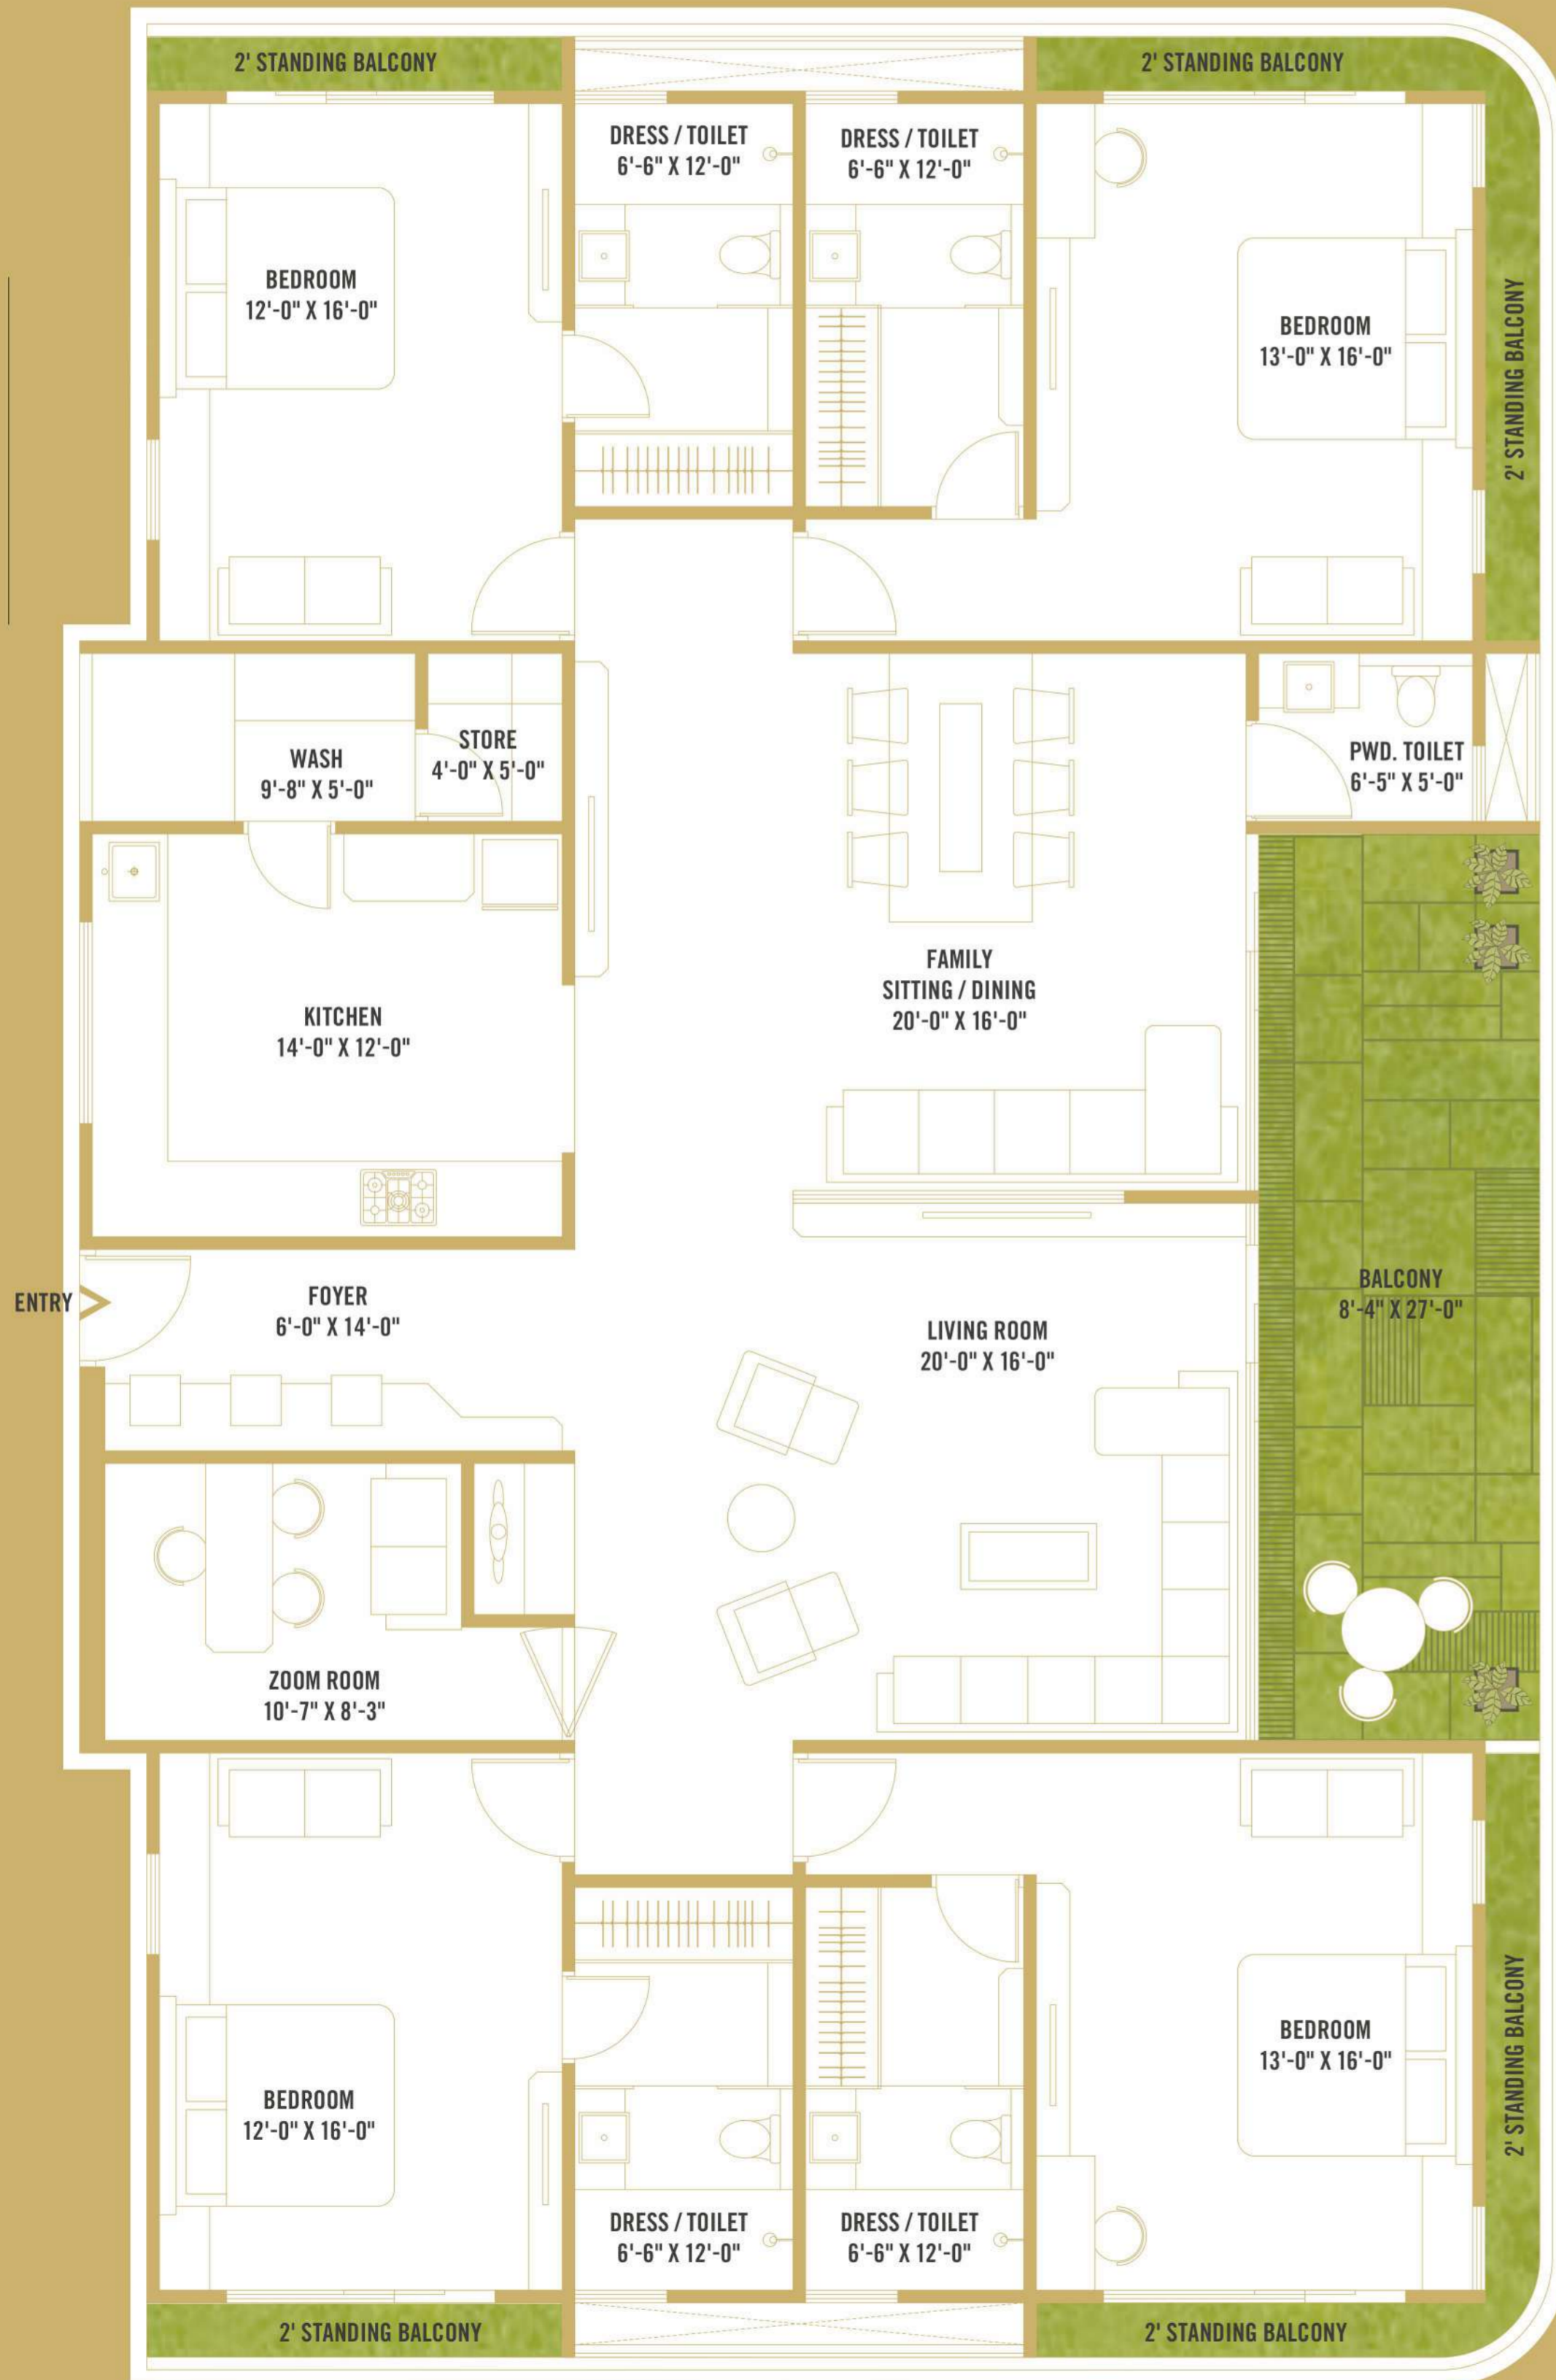 2' STANDING BALCONY
2' STANDING BALCONY
DRESS / TOILET
6'-6" X 12'-0"
DRESS / TOILET
6'-6" X 12'-0"
BEDROOM
12'-0" X 16'-0"
BEDROOM
13'-0" X 16'-0"
2' STANDING BALCONY
WASH
9'-8" X 5'-0"
STORE
4'-0" X 5'-0"
PWD. TOILET
6'-5" X 5'-0"
FAMILY
SITTING / DINING
20'-0" X 16'-0"
KITCHEN
14'-0" X 12'-0"
ENTRY
FOYER
6'-0" X 14'-0"
LIVING ROOM
20'-0" X 16'-0"
BALCONY
8'-4" X 27'-0"
ZOOM ROOM
10'-7" X 8'-3"
BEDROOM
12'-0" X 16'-0"
BEDROOM
13'-0" X 16'-0"
2' STANDING BALCONY
DRESS / TOILET
6'-6" X 12'-0"
DRESS / TOILET
6'-6" X 12'-0"
2' STANDING BALCONY
2' STANDING BALCONY